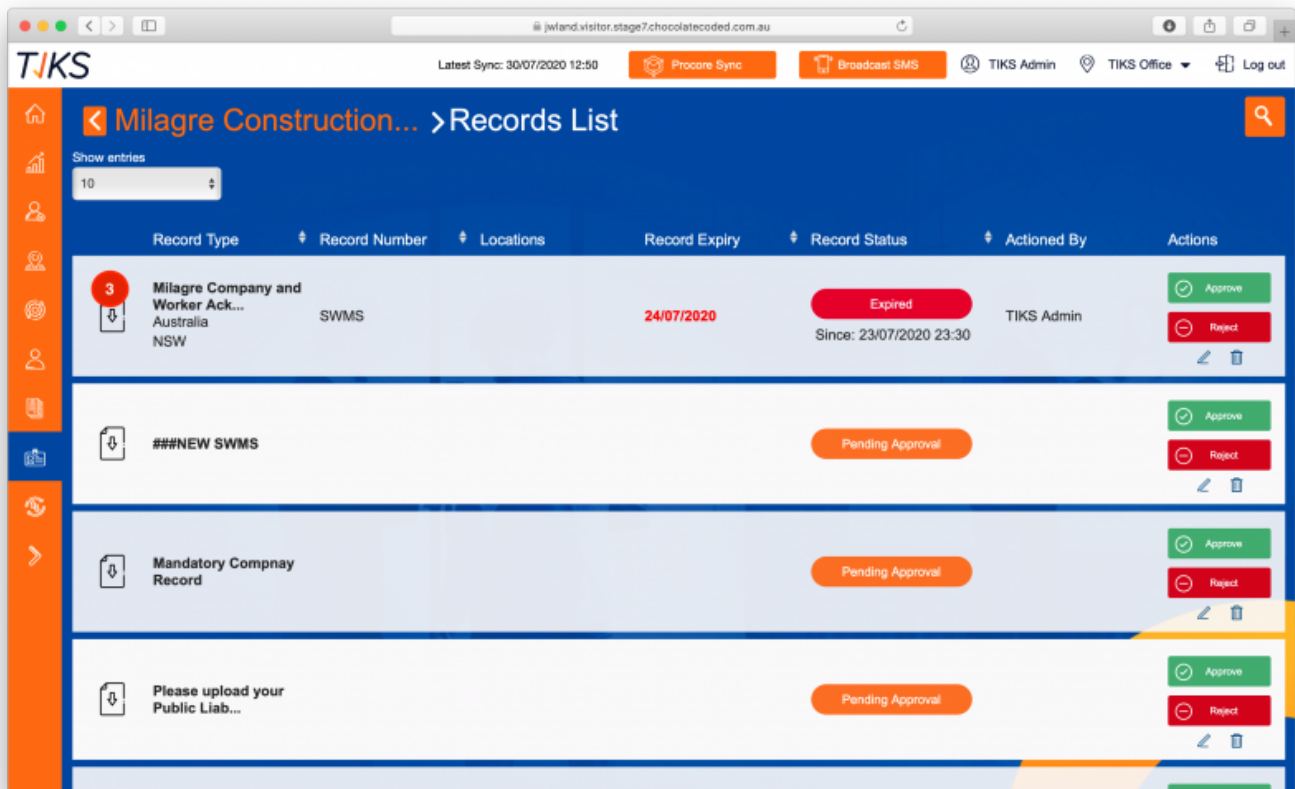 jwland.visitor.stage7.chocolatecoded.com.au
TIKS
Latest Sync: 30/07/2020 12:50
Procore Sync
Broadcast SMS
TIKS Admin
TIKS Office
Log out
Milagre Construction... >Records List
Show entries
10
Record Type
Record Number
Locations
Record Expiry
Record Status
Actioned By
Actions
3
Milagre Company and
Worker Ack...
Australia
NSW
SWMS
24/07/2020
Expired
Since: 23/07/2020 23:30
TIKS Admin
Approve
Reject
###NEW SWMS
Pending Approval
Approve
Reject
Mandatory Compnay
Record
Pending Approval
Approve
Reject
Please upload your
Public Liab...
Pending Approval
Approve
Reject